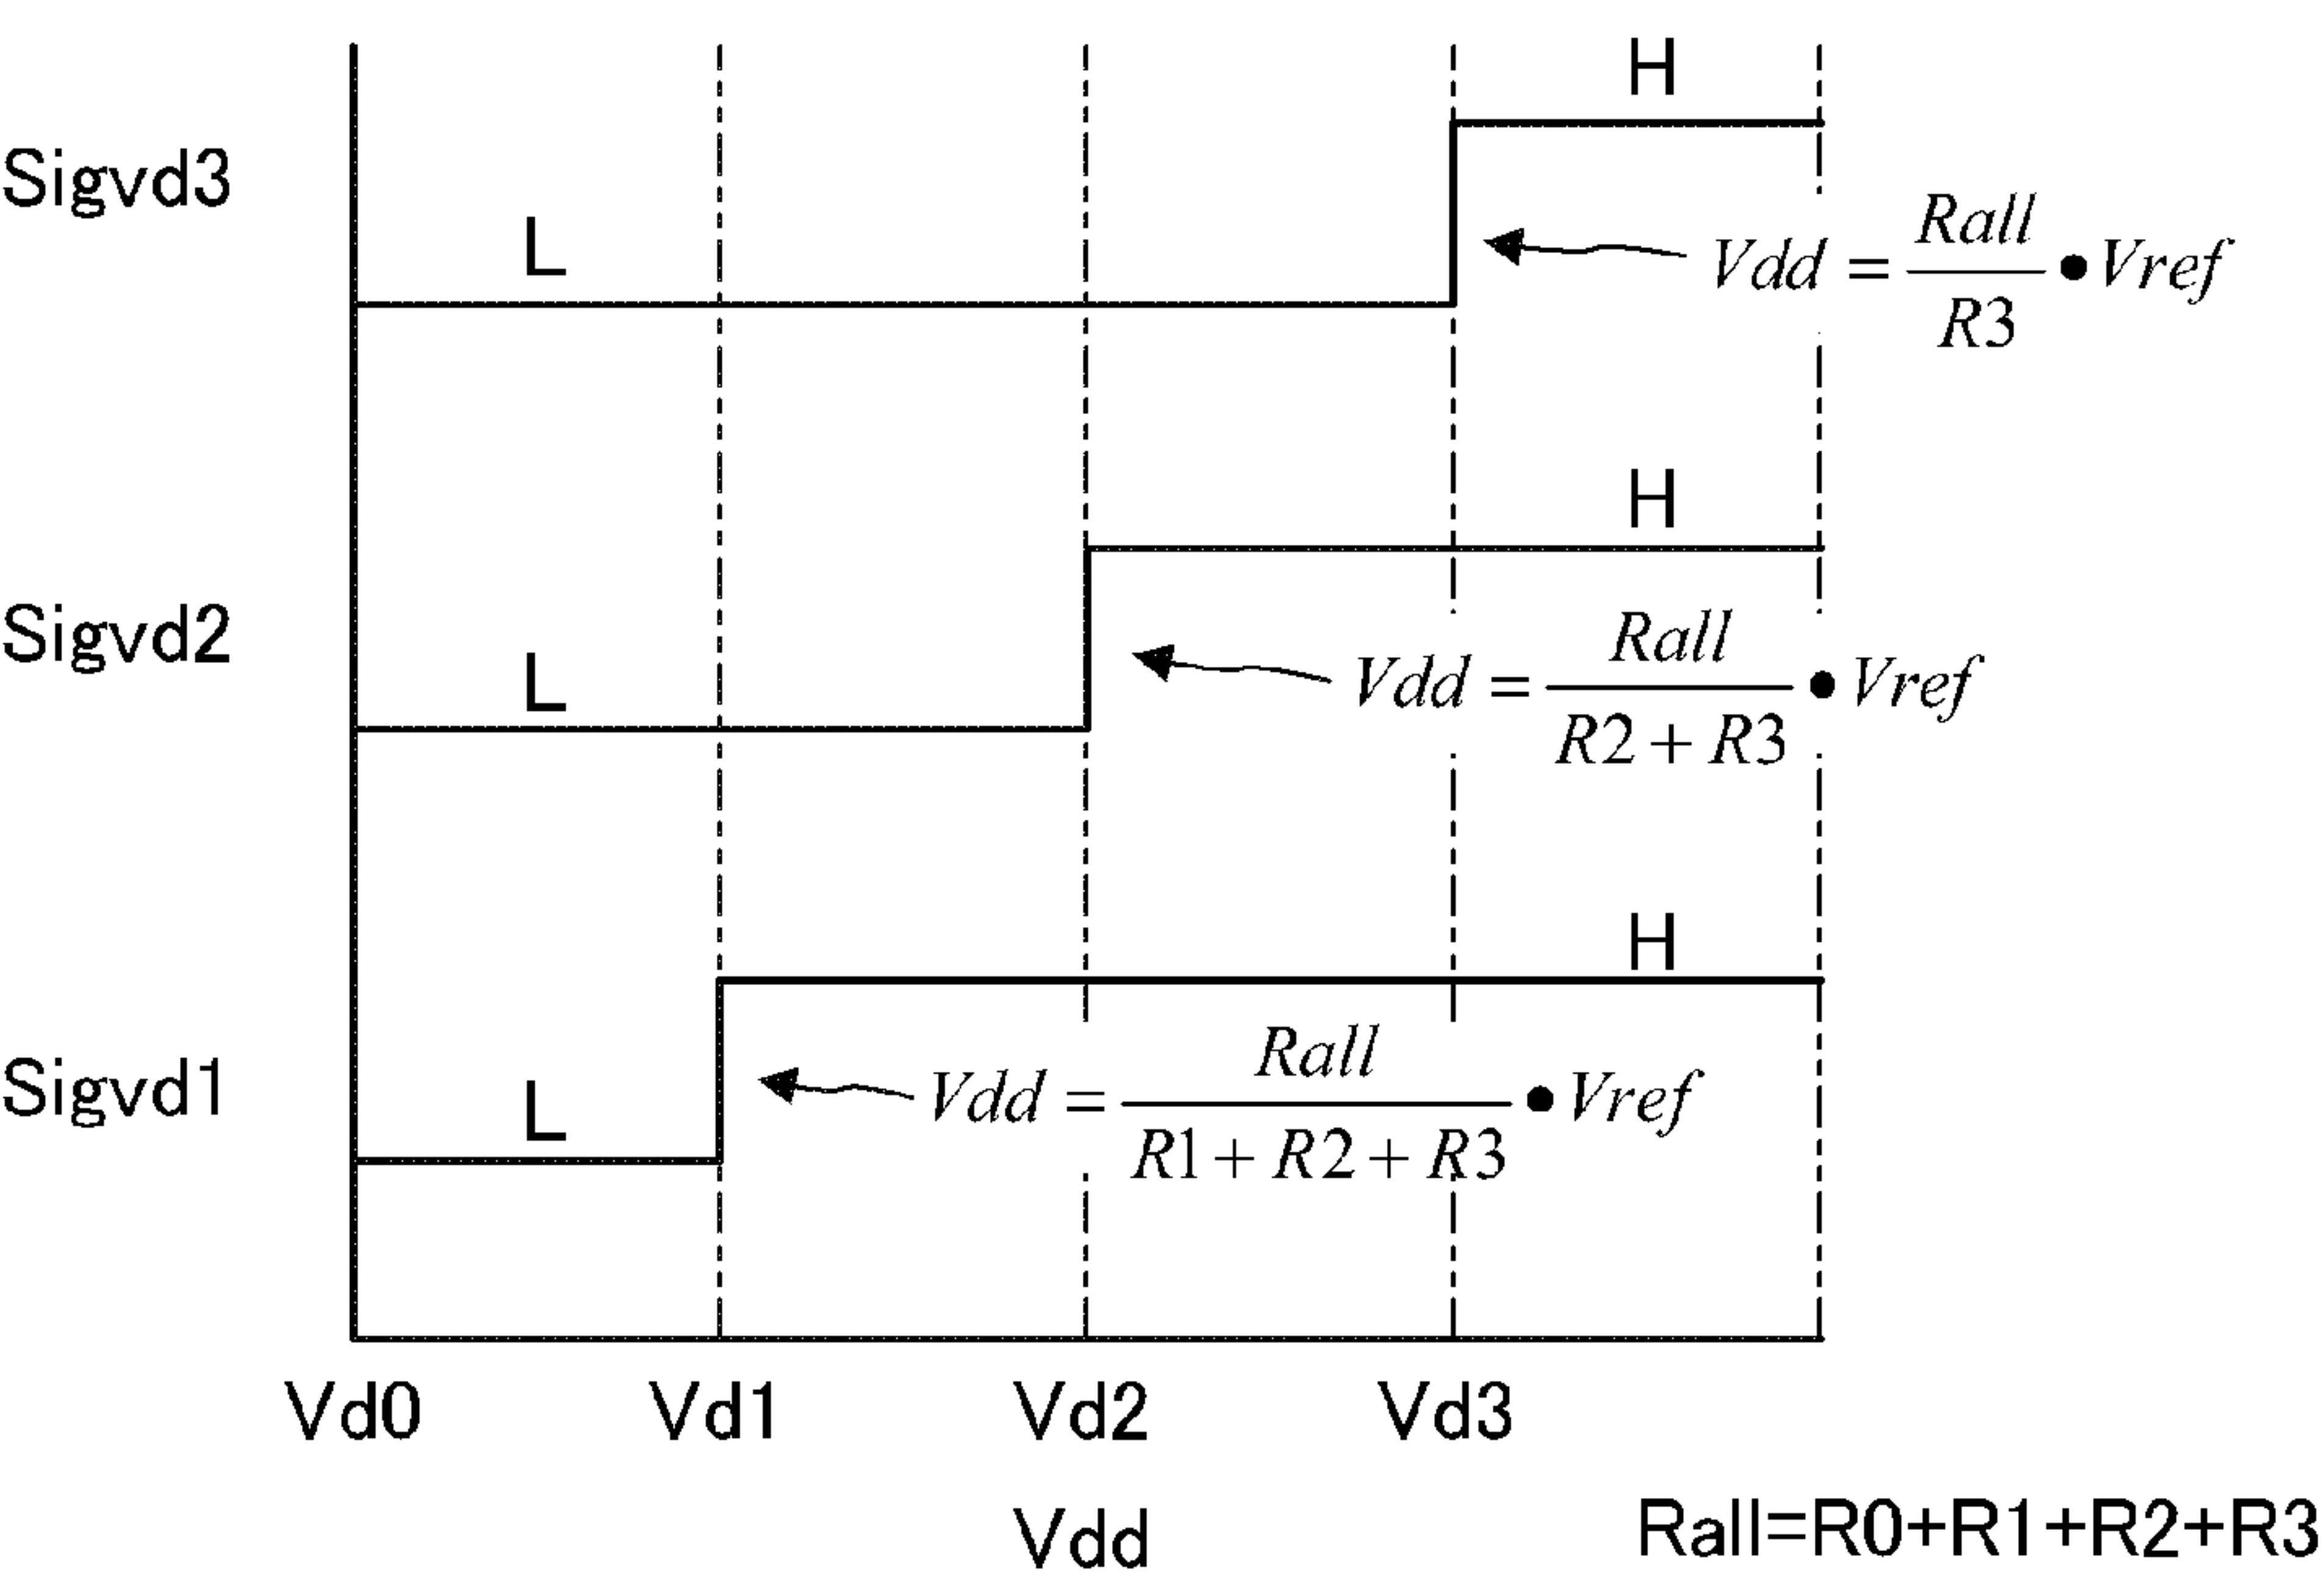 H
Sigvd3
L
Vdd = Rall / R3 • Vref
H
Sigvd2
L
Vdd = Rall / R2 + R3 • Vref
H
Sigvd1
L
Vdd = Rall / R1 + R2 + R3 • Vref
Vd0 Vd1 Vd2 Vd3
Vdd
Rall=R0+R1+R2+R3